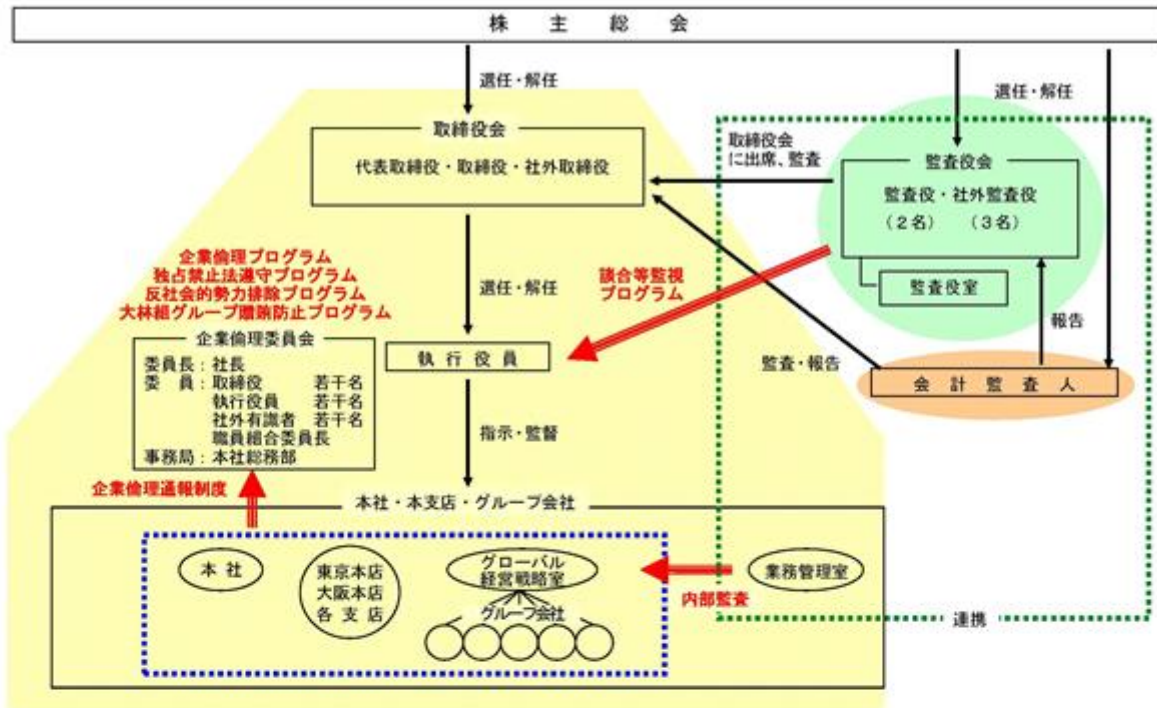 株主総会
選任・解任
選任・解任
取締役会
代表取締役・取締役・社外取締役
取締役会
に出席、監査
監査役会
監査役・社外監査役
(2名) (3名)
監査役室
企業倫理プログラム
独占禁止法遵守プログラム
反社会的勢力排除プログラム
大林組グループ贈賄防止プログラム
選任・解任
談合等監視
プログラム
報告
企業倫理委員会
委員長：社長
委　員：取締役　若干名
執行役員　若干名
社外有識者　若干名
職員組合委員長
事務局：本社総務部
執行役員
監査・報告
会計監査人
指示・監督
企業倫理通報制度
本社・本支店・グループ会社
本社
東京本店
大阪本店
各支店
グローバル
経営戦略室
グループ会社
内部監査
業務管理室
連携